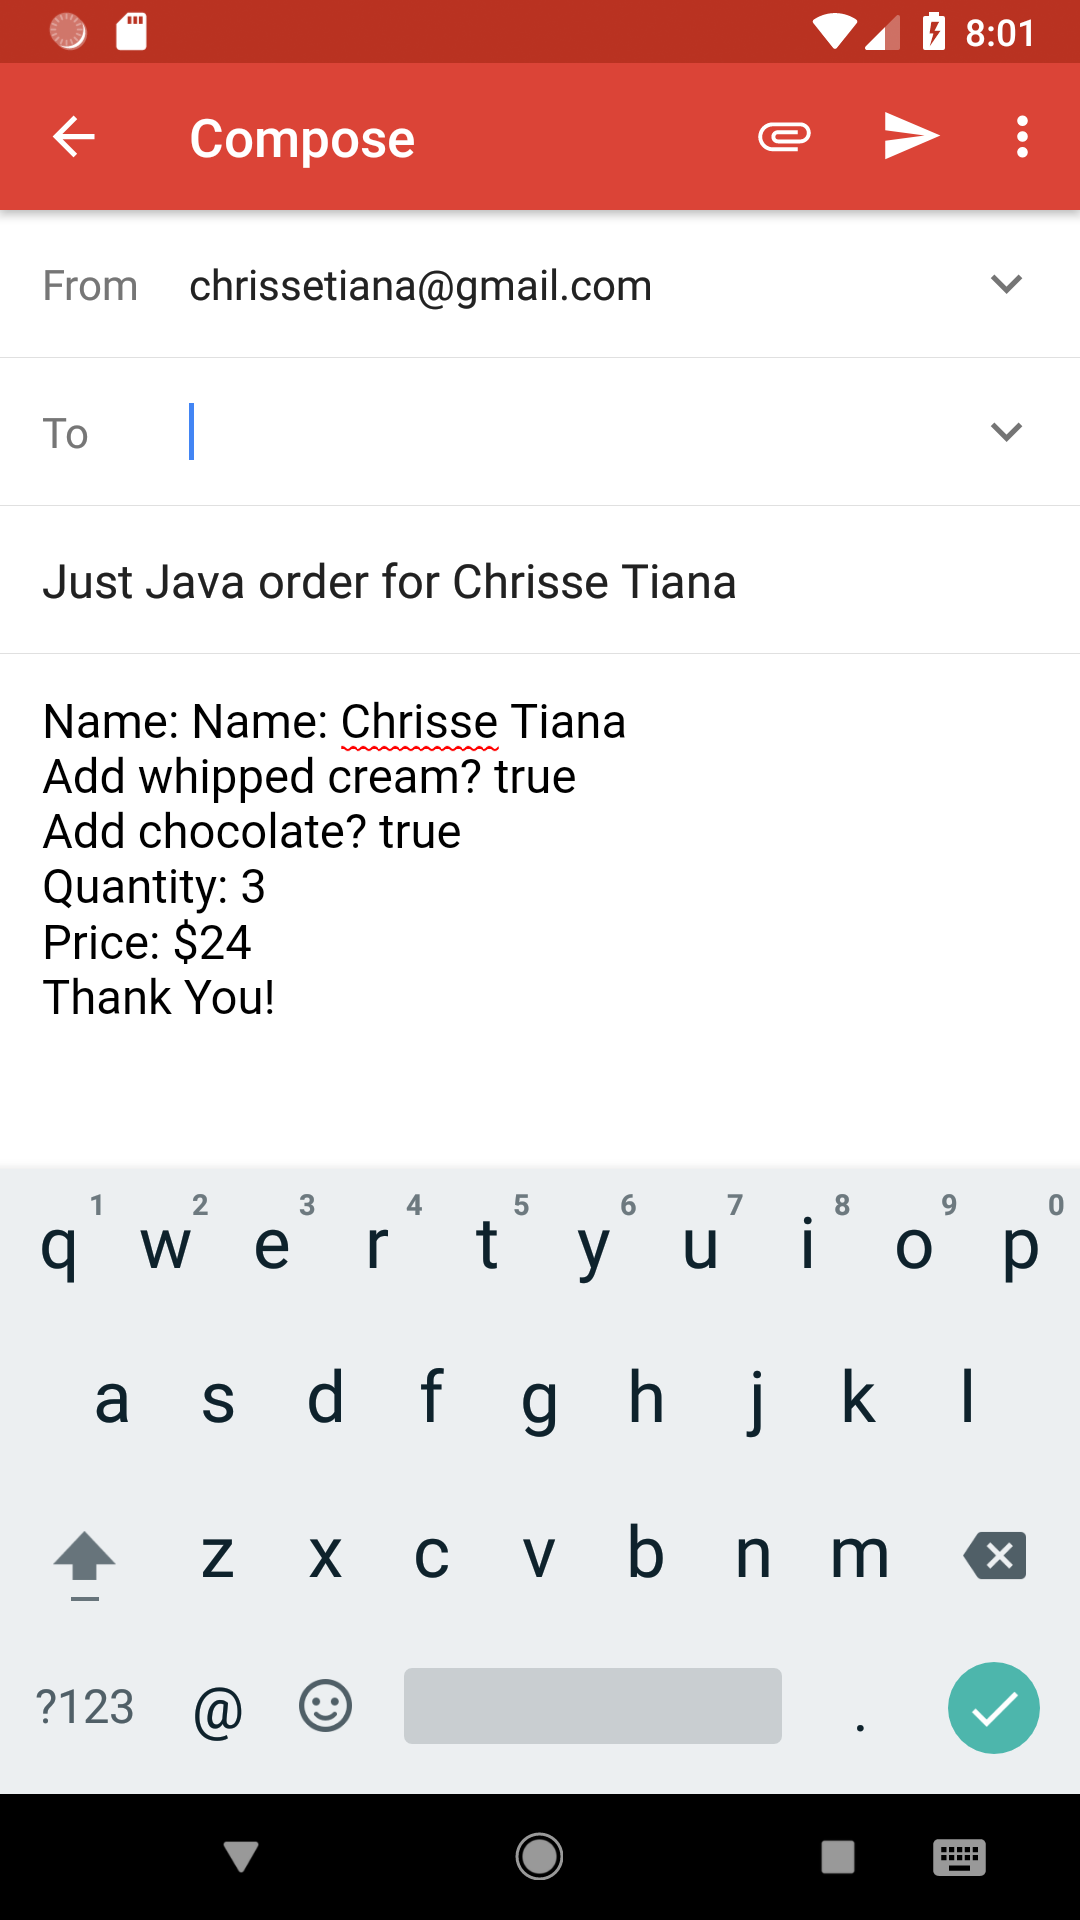 8:01
Compose
From chrissetiana@gmail.com
To
Just Java order for Chrisse Tiana
Name: Name: Chrisse Tiana
Add whipped cream? true
Add chocolate? true
Quantity: 3
Price: $24
Thank You!
1 2 3 4 5 6 7 8 9 0
q w e r t y u i o p
a s d f g h j k l
z x c v b n m
?123 @ .